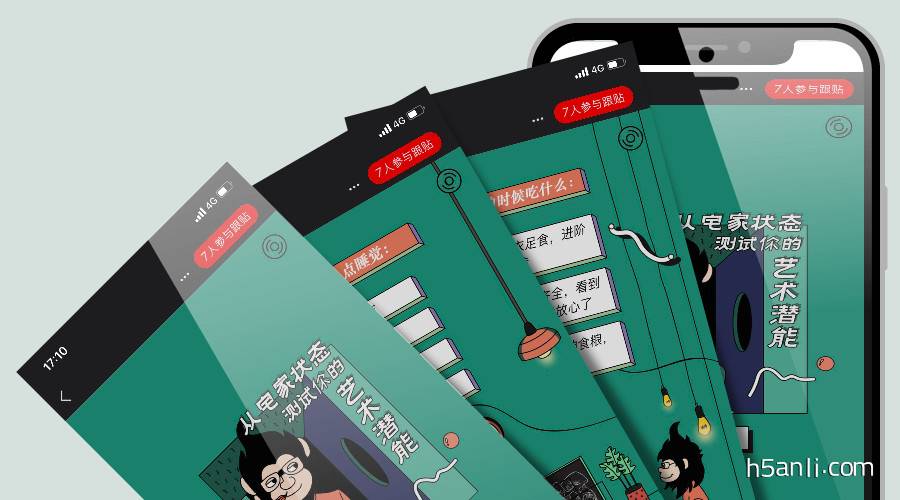 17:10
4G
7人参与跟贴
从宅家状态
测试你的
艺术潜能
4G
7人参与跟贴
点睡觉：
4G
7人参与跟贴
时候吃什么：
衣足食，进阶
全，看到
放心了
食粮，
7人参与跟贴
从宅家状态
测试你的
艺术潜能
h5anli.com